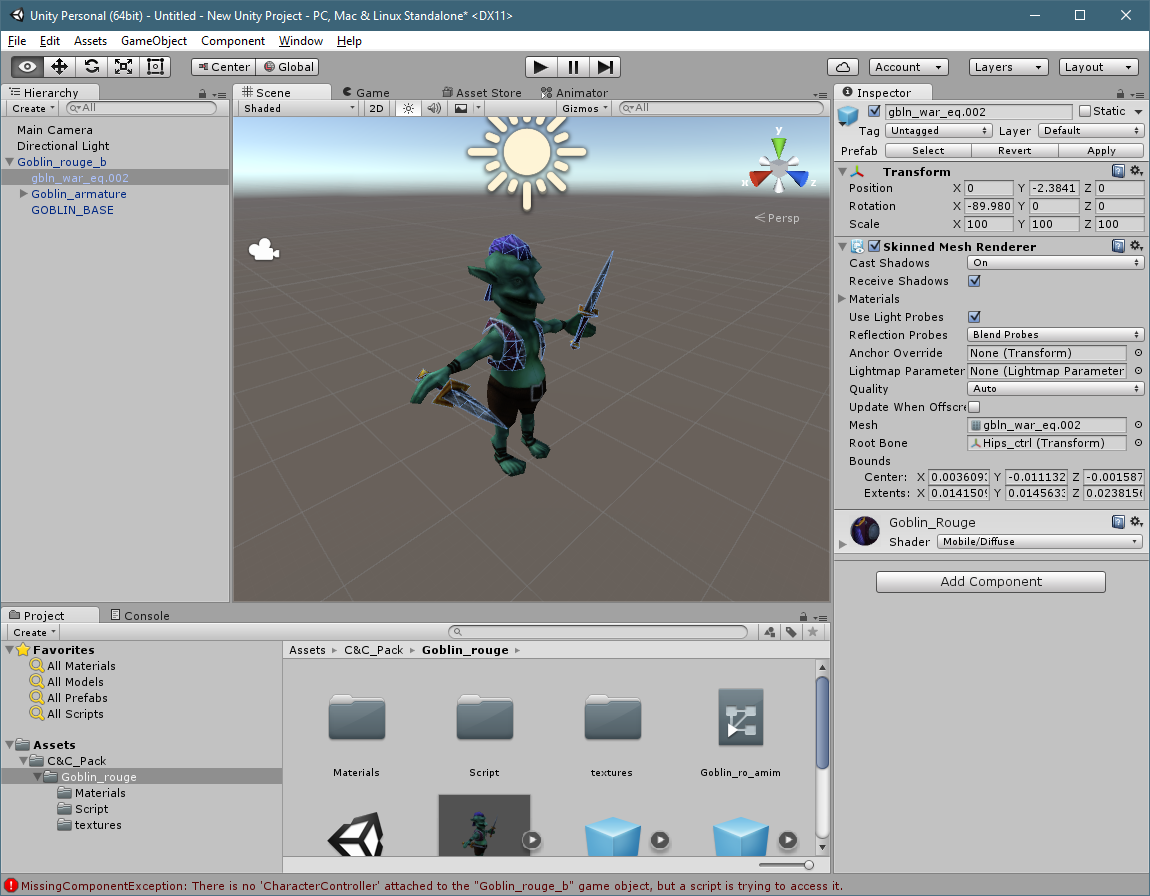 Unity Personal (64bit) - Untitled - New Unity Project - PC, Mac & Linux Standalone* <DX11>
File Edit Assets GameObject Component Window Help
Center Global Account Layers Layout
Hierarchy
Create All
Main Camera
Directional Light
Goblin_rouge_b
gbln_war_eq.002
Goblin_armature
GOBLIN_BASE
Scene Game Asset Store Animator
Shaded 2D Gizmos All
y
x z
Persp
Inspector
gbln_war_eq.002 Static
Tag Untagged Layer Default
Prefab Select Revert Apply
Transform
Position X 0 Y -2.3841 Z 0
Rotation X -89.980 Y 0 Z 0
Scale X 100 Y 100 Z 100
Skinned Mesh Renderer
Cast Shadows On
Receive Shadows
Materials
Use Light Probes
Reflection Probes Blend Probes
Anchor Override None (Transform)
Lightmap Parameter None (Lightmap Parameter
Quality Auto
Update When Offscre
Mesh gbln_war_eq.002
Root Bone Hips_ctrl (Transform)
Bounds
Center: X 0.003609 Y -0.011132 Z -0.001587
Extents: X 0.014150 Y 0.014563 Z 0.023815
Goblin_Rouge
Shader Mobile/Diffuse
Add Component
Project Console
Create
Favorites
All Materials
All Models
All Prefabs
All Scripts
Assets
C&C_Pack
Goblin_rouge
Materials
Script
textures
Assets C&C_Pack Goblin_rouge
Materials Script textures Goblin_ro_amim
MissingComponentException: There is no 'CharacterController' attached to the "Goblin_rouge_b" game object, but a script is trying to access it.